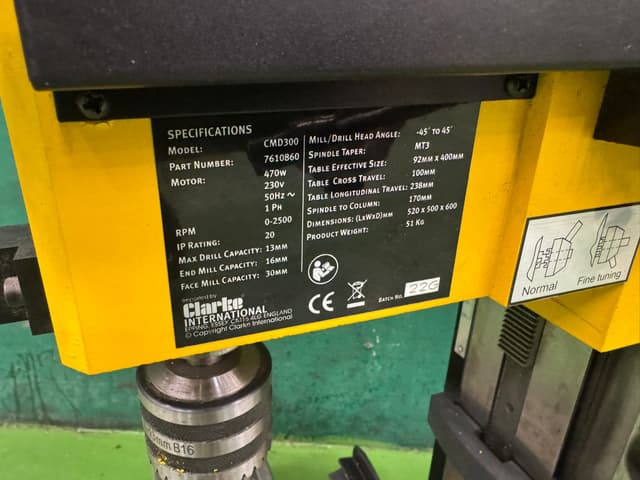 SPECIFICATIONS
MODEL: CMD300
PART NUMBER: 7610860
MOTOR: 470W
230V
50Hz ~
1 PH
RPM 0-2500
IP RATING: 20
MAX DRILL CAPACITY: 13MM
END MILL CAPACITY: 16MM
FACE MILL CAPACITY: 30MM
MILL/DRILL HEAD ANGLE: -45° TO 45°
SPINDLE TAPER: MT3
TABLE EFFECTIVE SIZE: 92MM X 400MM
TABLE CROSS TRAVEL: 100MM
TABLE LONGITUDINAL TRAVEL: 238MM
SPINDLE TO COLUMN: 170MM
DIMENSIONS: (LXWXD)MM 520 X 500 X 600
PRODUCT WEIGHT: 51 KG
Clarke
INTERNATIONAL
EPPING, ESSEX CM16 4LG ENGLAND
© Copyright Clarke International
CE
BATCH NO. 22G
Normal
Fine tuning
mm B16